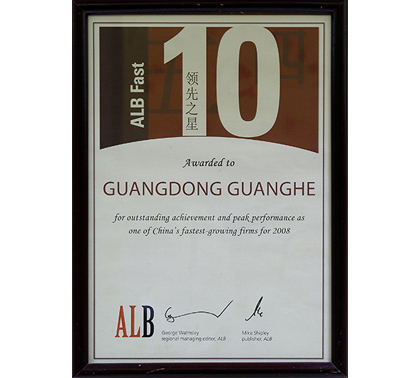 ALB Fast
10
领先之星
Awarded to
GUANGDONG GUANGHE
for outstanding achievement and peak performance as
one of China's fastest-growing firms for 2008
ALB
George Walmsley
regional managing editor, ALB
Mike Shipley
publisher, ALB